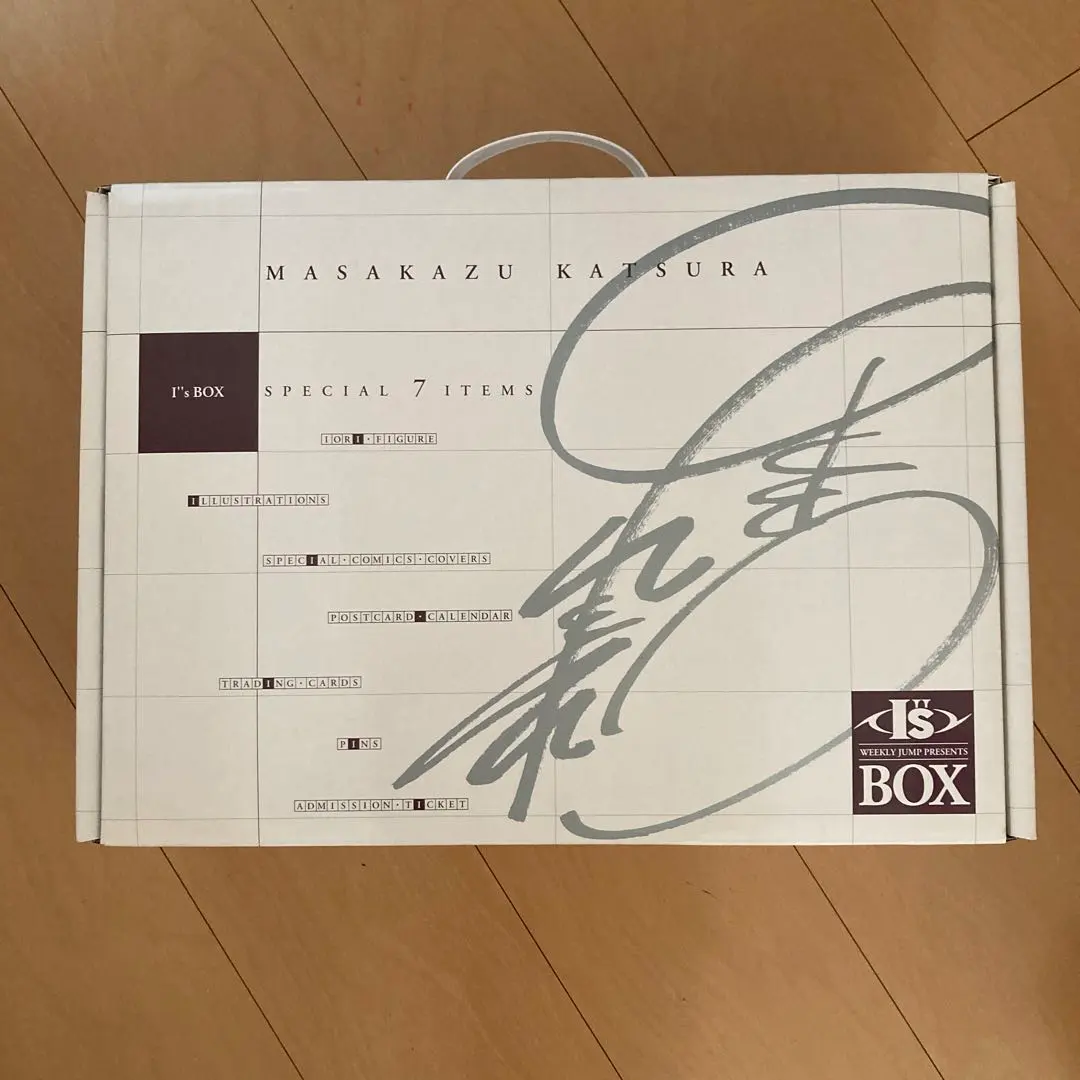 MASAKAZU KATSURA
I"s BOX
SPECIAL 7 ITEMS
IORI・FIGURE
ILLUSTRATIONS
SPECIAL・COMICS・COVERS
POSTCARD・CALENDAR
TRADING・CARDS
PINS
ADMISSION・TICKET
I"s
WEEKLY JUMP PRESENTS
BOX